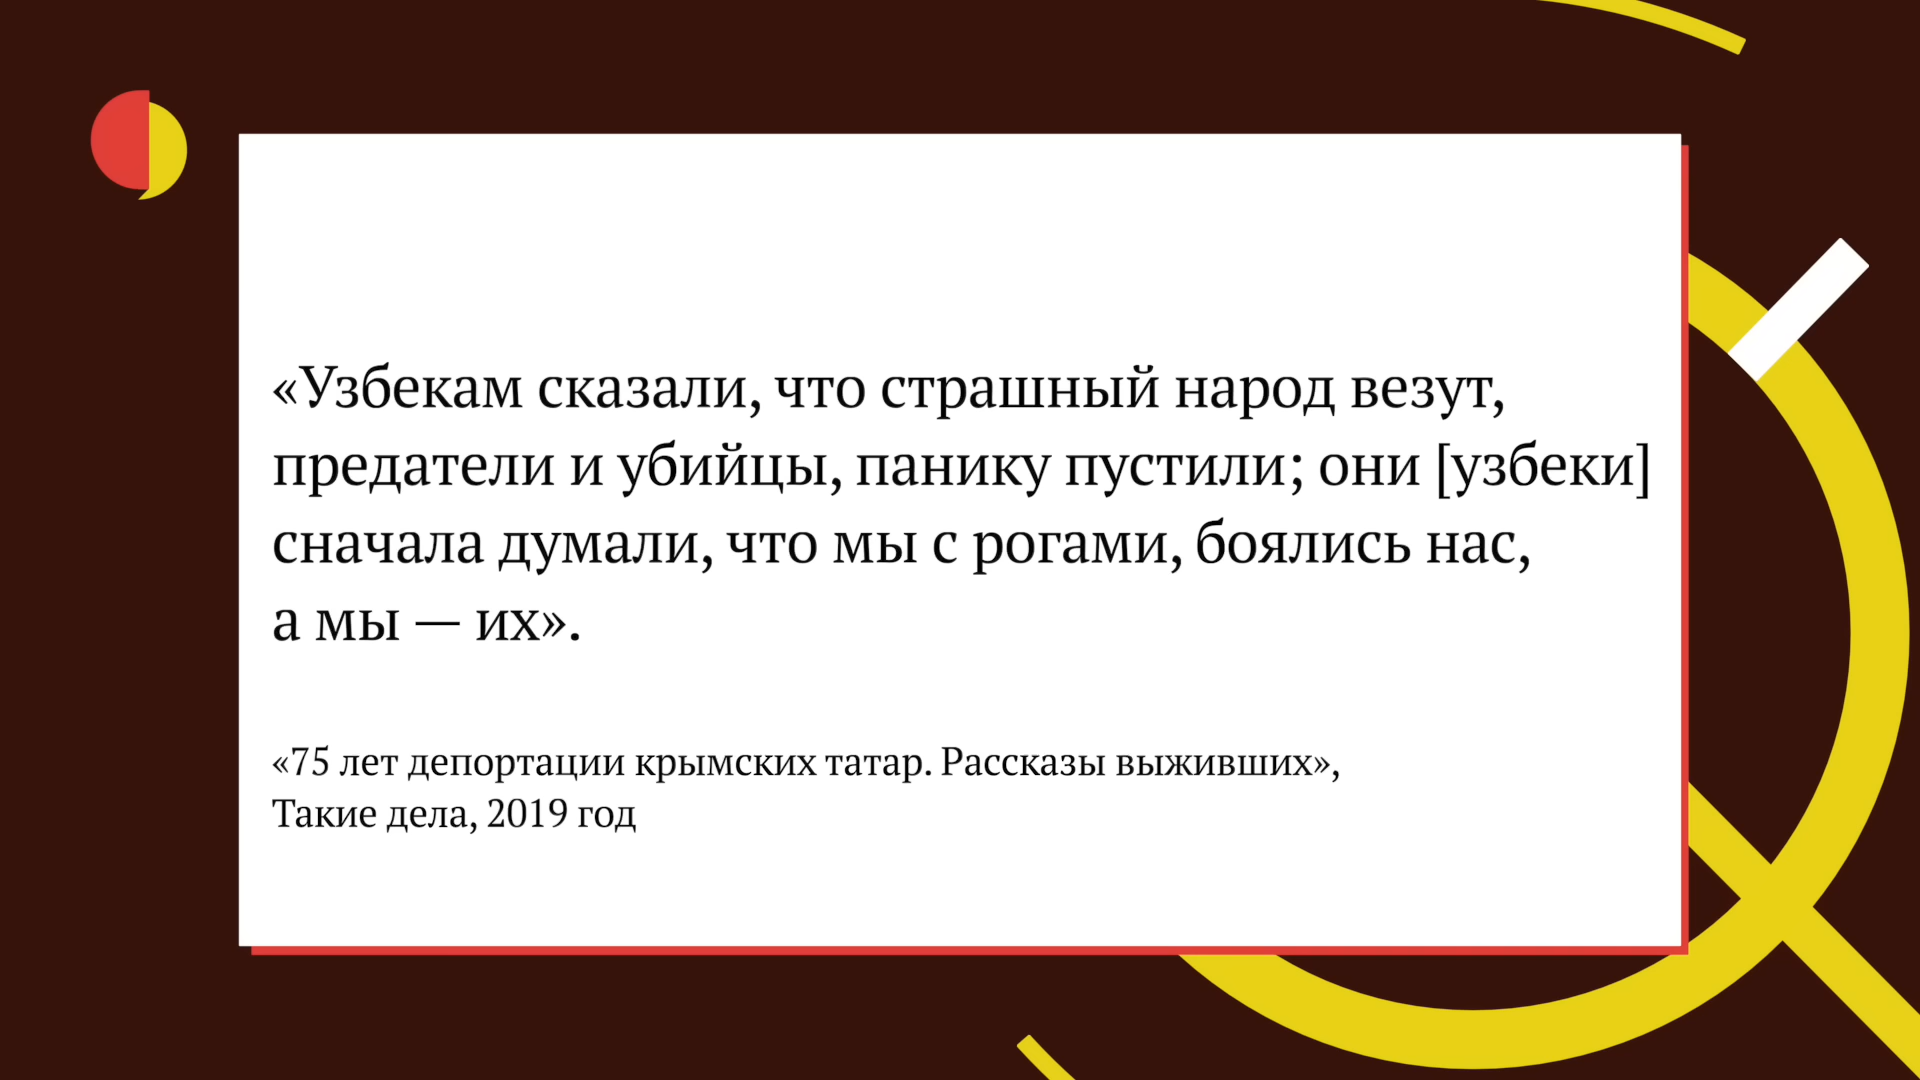 «Узбекам сказали, что страшный народ везут,
предатели и убийцы, панику пустили; они [узбеки]
сначала думали, что мы с рогами, боялись нас,
а мы — их».
«75 лет депортации крымских татар. Рассказы выживших»,
Такие дела, 2019 год